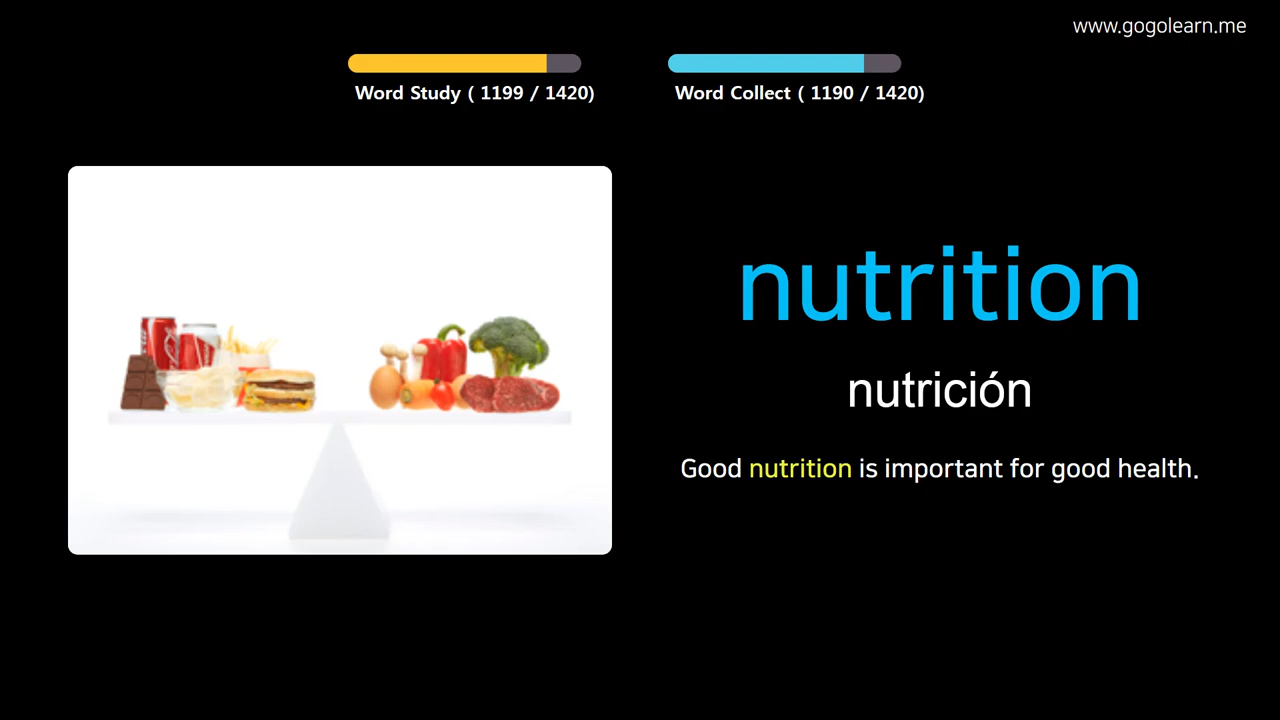 www.gogolearn.me
Word Study ( 1199 / 1420)
Word Collect ( 1190 / 1420)
nutrition
nutrición
Good nutrition is important for good health.